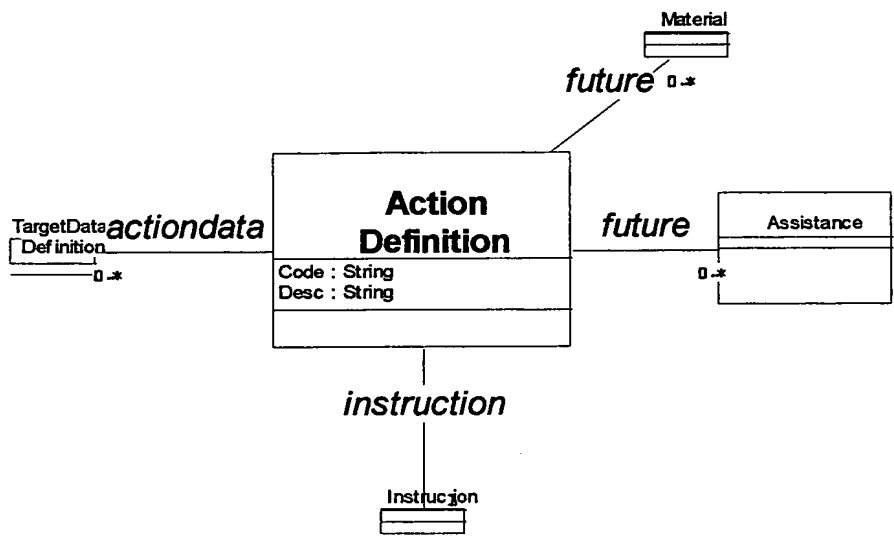 Material
future 0..*
Action
Definition
TargetData
Definition
actiondata
0..*
future
Assistance
0..*
Code : String
Desc : String
instruction
Instruction